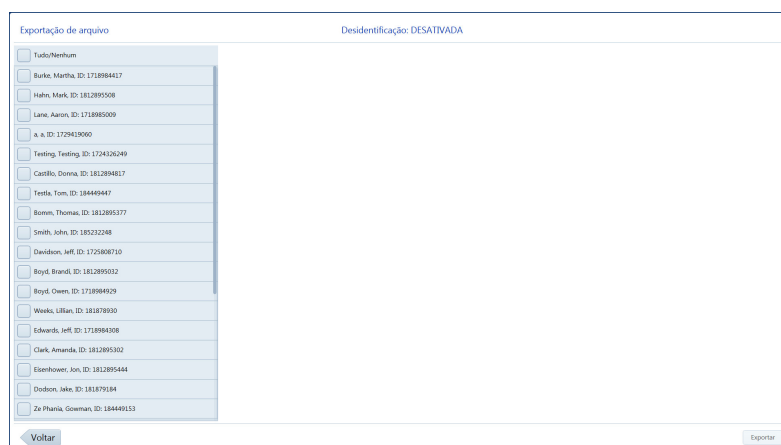 Exportação de arquivo
Desidentificação: DESATIVADA
Tudo/Nenhum
Burke, Martha, ID: 1718984417
Hahn, Mark, ID: 1812895508
Lane, Aaron, ID: 1718985009
a, a, ID: 1729419060
Testing, Testing, ID: 1724326249
Castillo, Donna, ID: 1812894817
Testla, Tom, ID: 184449447
Bomm, Thomas, ID: 1812895377
Smith, John, ID: 185232248
Davidson, Jeff, ID: 1725808710
Boyd, Brandi, ID: 1812895032
Boyd, Owen, ID: 1718984929
Weeks, Lillian, ID: 181878930
Edwards, Jeff, ID: 1718984308
Clark, Amanda, ID: 1812895302
Eisenhower, Jon, ID: 1812895444
Dodson, Jake, ID: 181879184
Ze Phania, Gowman, ID: 184449153
Voltar
Exportar